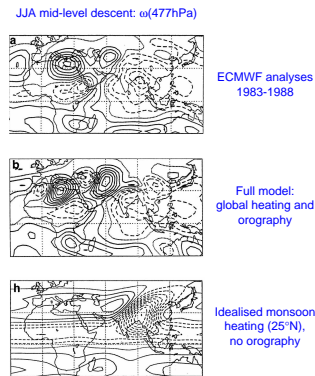 JJA mid-level descent: ω(477hPa)
a
ECMWF analyses
1983-1988
b
Full model:
global heating and
orography
h
Idealised monsoon
heating (25°N),
no orography